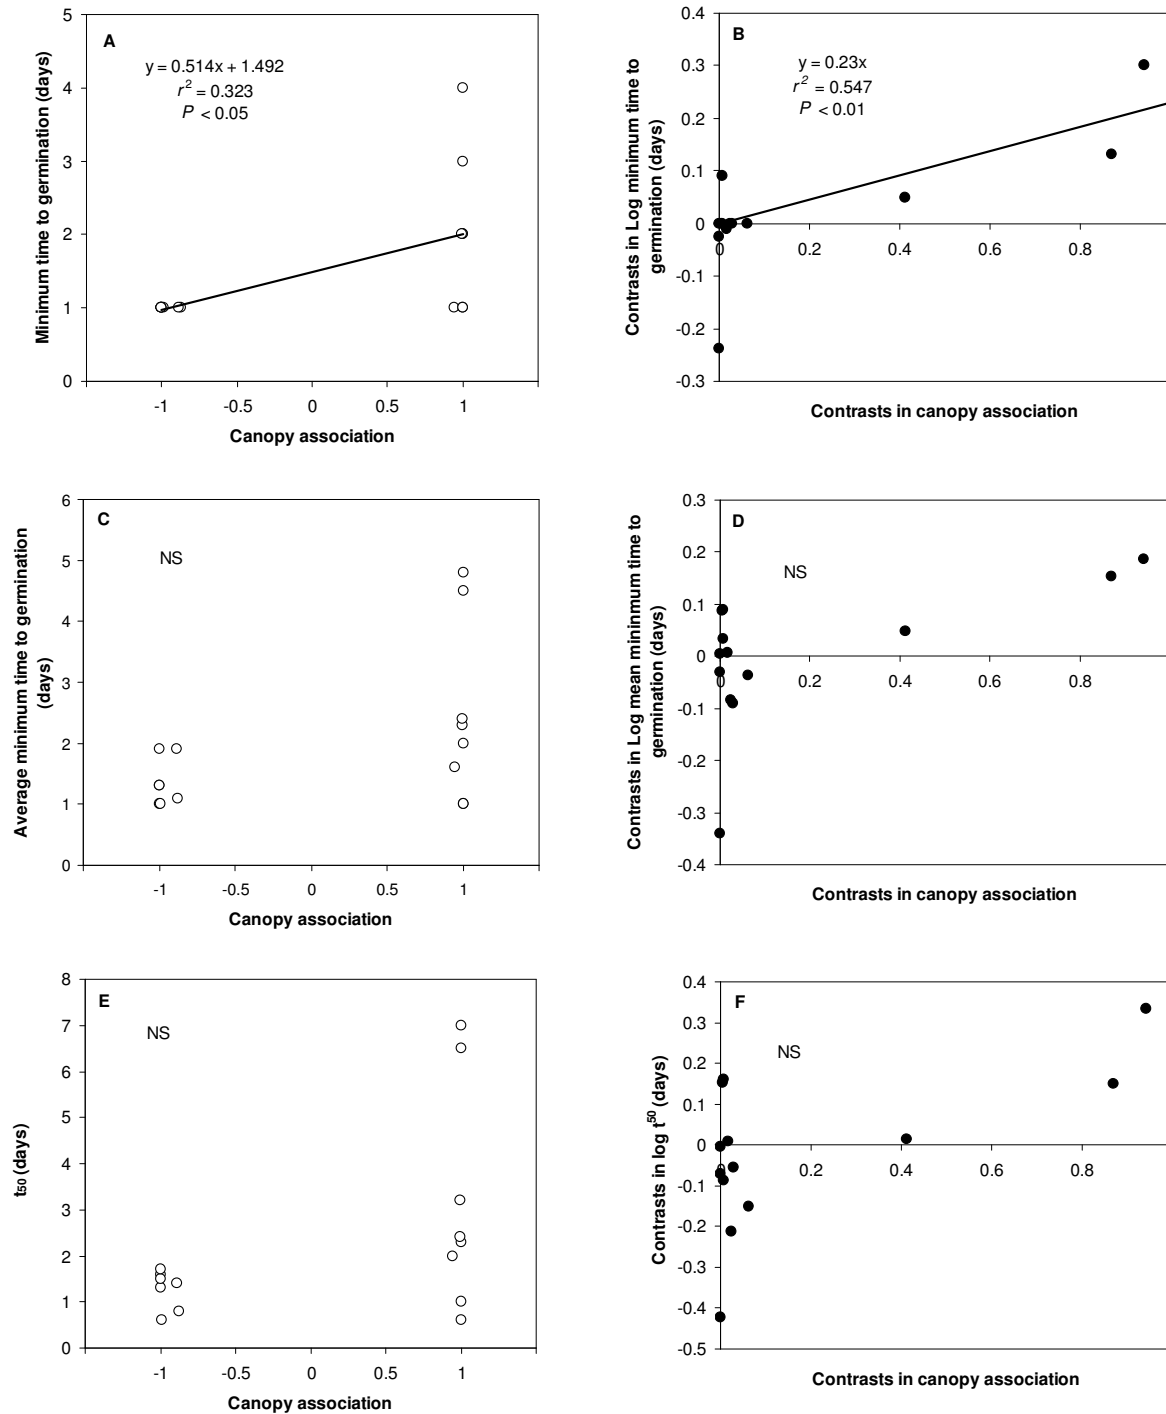 A
y = 0.514x + 1.492
r² = 0.323
P < 0.05
Minimum time to germination (days)
5
4
3
2
1
0
-1 -0.5 0 0.5 1
Canopy association
B
y = 0.23x
r² = 0.547
P < 0.01
Contrasts in Log minimum time to
germination (days)
0.4
0.3
0.2
0.1
0
-0.1
-0.2
-0.3
0 0.2 0.4 0.6 0.8
Contrasts in canopy association
C
NS
Average minimum time to germination
(days)
6
5
4
3
2
1
0
-1 -0.5 0 0.5 1
Canopy association
D
NS
Contrasts in Log mean mininmum time to
germination (days)
0.3
0.2
0.1
0
-0.1
-0.2
-0.3
-0.4
0 0.2 0.4 0.6 0.8
Contrasts in canopy association
E
NS
t₅₀ (days)
8
7
6
5
4
3
2
1
0
-1 -0.5 0 0.5 1
Canopy association
F
NS
Contrasts in log t⁵⁰ (days)
0.4
0.3
0.2
0.1
0
-0.1
-0.2
-0.3
-0.4
-0.5
0 0.2 0.4 0.6 0.8
Contrasts in canopy association